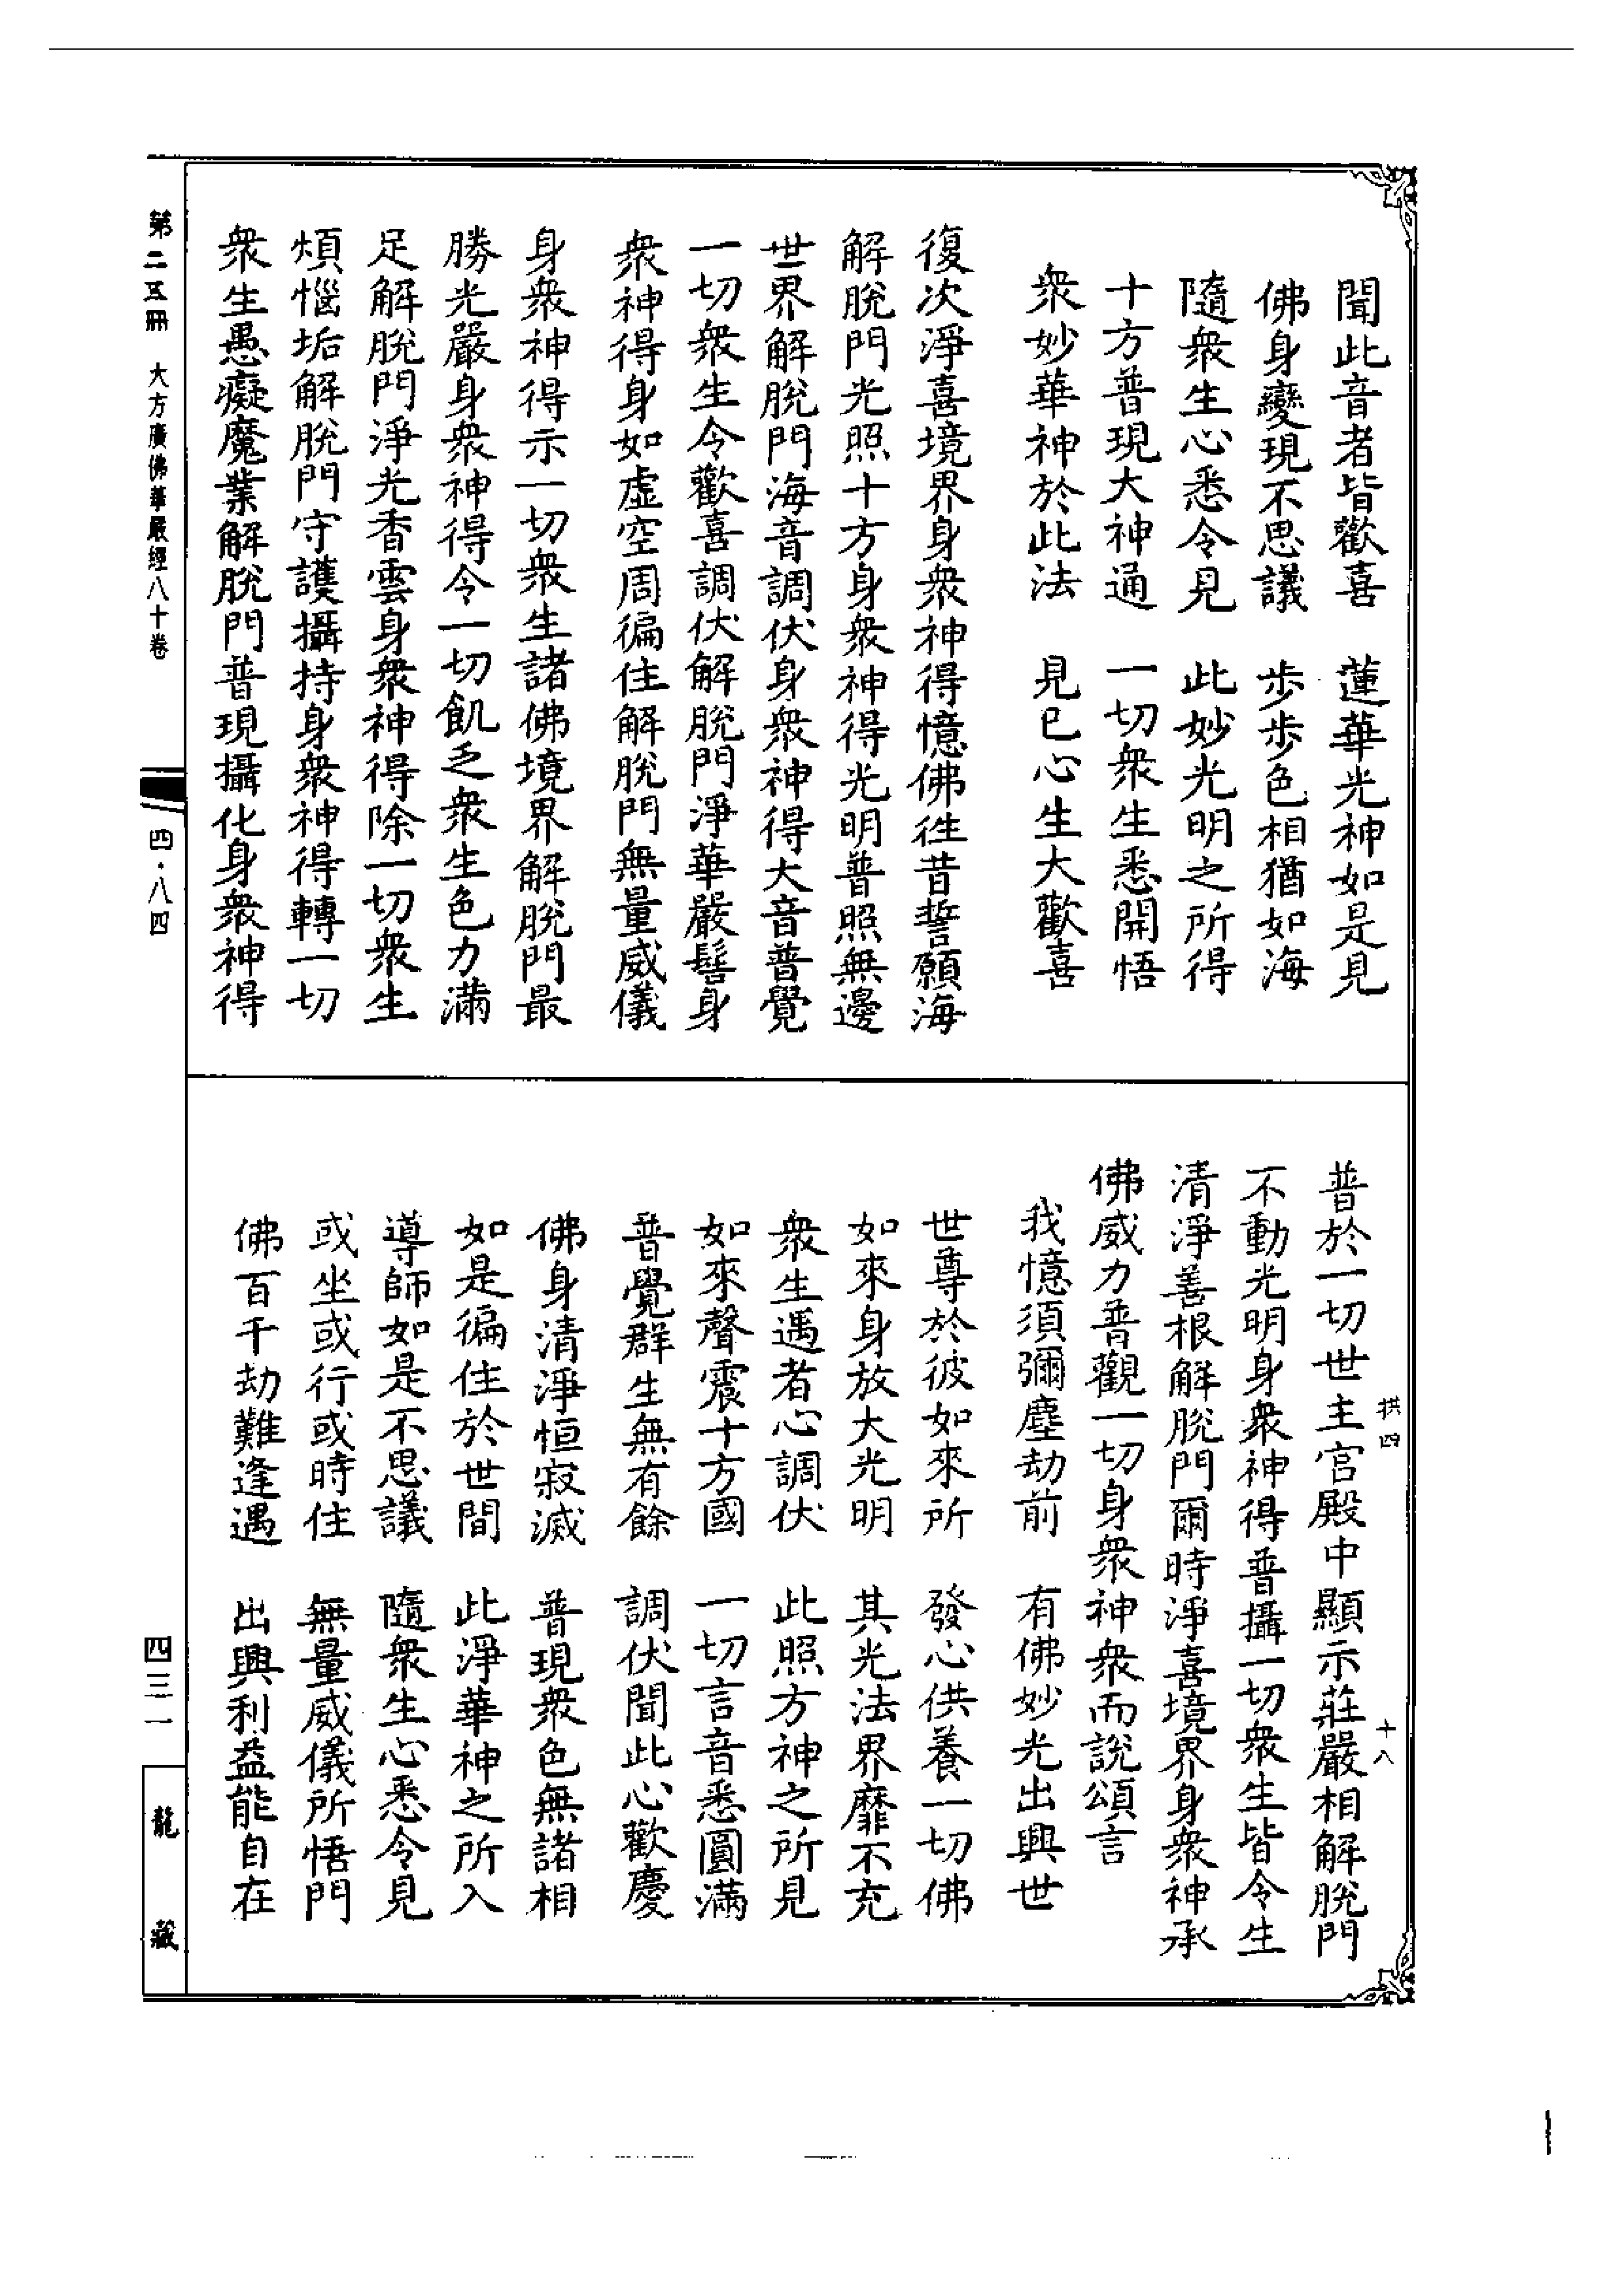 聞此音者皆歡喜　蓮華光神如是見
佛身變現不思議　步步色相猶如海
隨衆生心悉令見　此妙光明之所得
十方普現大神通　一切衆生悉開悟
衆妙華神於此法　見已心生大歡喜
復次淨喜境界身衆神得憶佛往昔誓願海
解脫門光照十方身衆神得光明普照無邊
世界解脫門海音調伏身衆神得大音普覺
一切衆生令歡喜調伏解脫門淨華嚴髻身
衆神得身如虛空周徧住解脫門無量威儀
身衆神得示一切衆生諸佛境界解脫門最
勝光嚴身衆神得令一切飢乏衆生色力滿
足解脫門淨光香雲身衆神得除一切衆生
煩惱垢解脫門守護攝持身衆神得轉一切
衆生愚癡魔業解脫門普現攝化身衆神得
普於一切世主宮殿中顯示莊嚴相解脫門
不動光明身衆神得普攝一切衆生皆令生
清淨善根解脫門爾時淨喜境界身衆神承
佛威力普觀一切身衆神衆而說頌言
我憶須彌塵劫前　有佛妙光出興世
世尊於彼如來所　發心供養一切佛
如來身放大光明　其光法界靡不充
衆生遇者心調伏　此照方神之所見
如來聲震十方國　一切言音悉圓滿
普覺群生無有餘　調伏聞此心歡慶
佛身清淨恒寂滅　普現衆色無諸相
如是徧住於世間　此淨華神之所入
導師如是不思議　隨衆生心悉令見
或坐或行或時住　無量威儀所悟門
佛百千劫難逢遇　出興利益能自在
拱四
十八
第二五冊　大方廣佛華嚴經八十卷
四·八四
四三一
龍藏